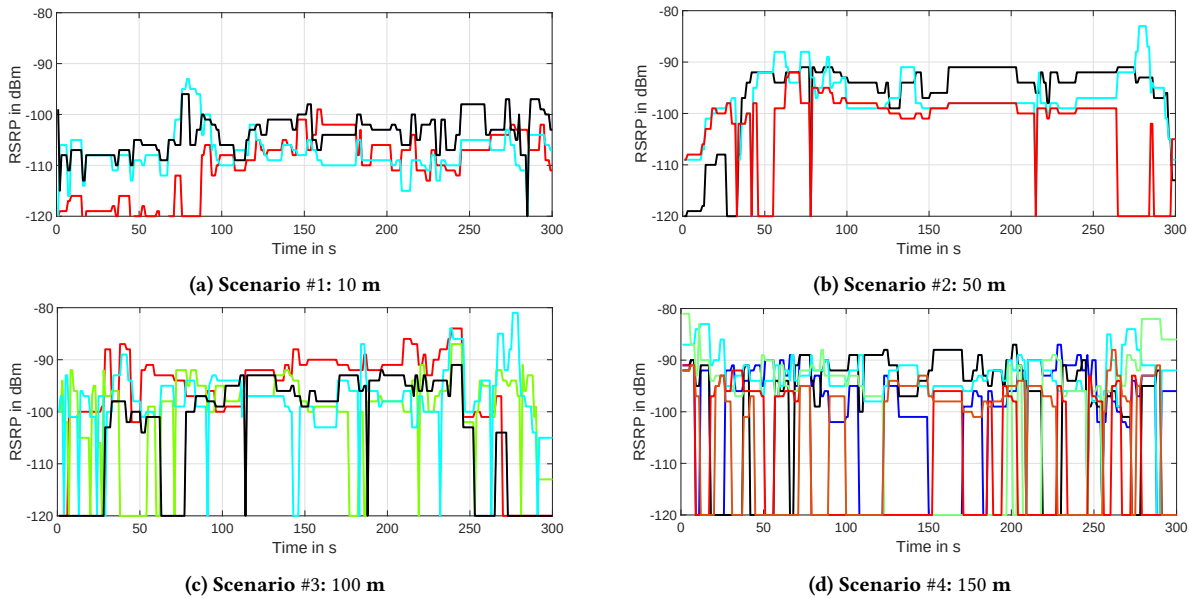 -80
-90
-100
-110
-120
RSRP in dBm
0 50 100 150 200 250 300
Time in s
(a) Scenario #1: 10 m
-80
-90
-100
-110
-120
RSRP in dBm
0 50 100 150 200 250 300
Time in s
(b) Scenario #2: 50 m
-80
-90
-100
-110
-120
RSRP in dBm
0 50 100 150 200 250 300
Time in s
(c) Scenario #3: 100 m
-80
-90
-100
-110
-120
RSRP in dBm
0 50 100 150 200 250 300
Time in s
(d) Scenario #4: 150 m